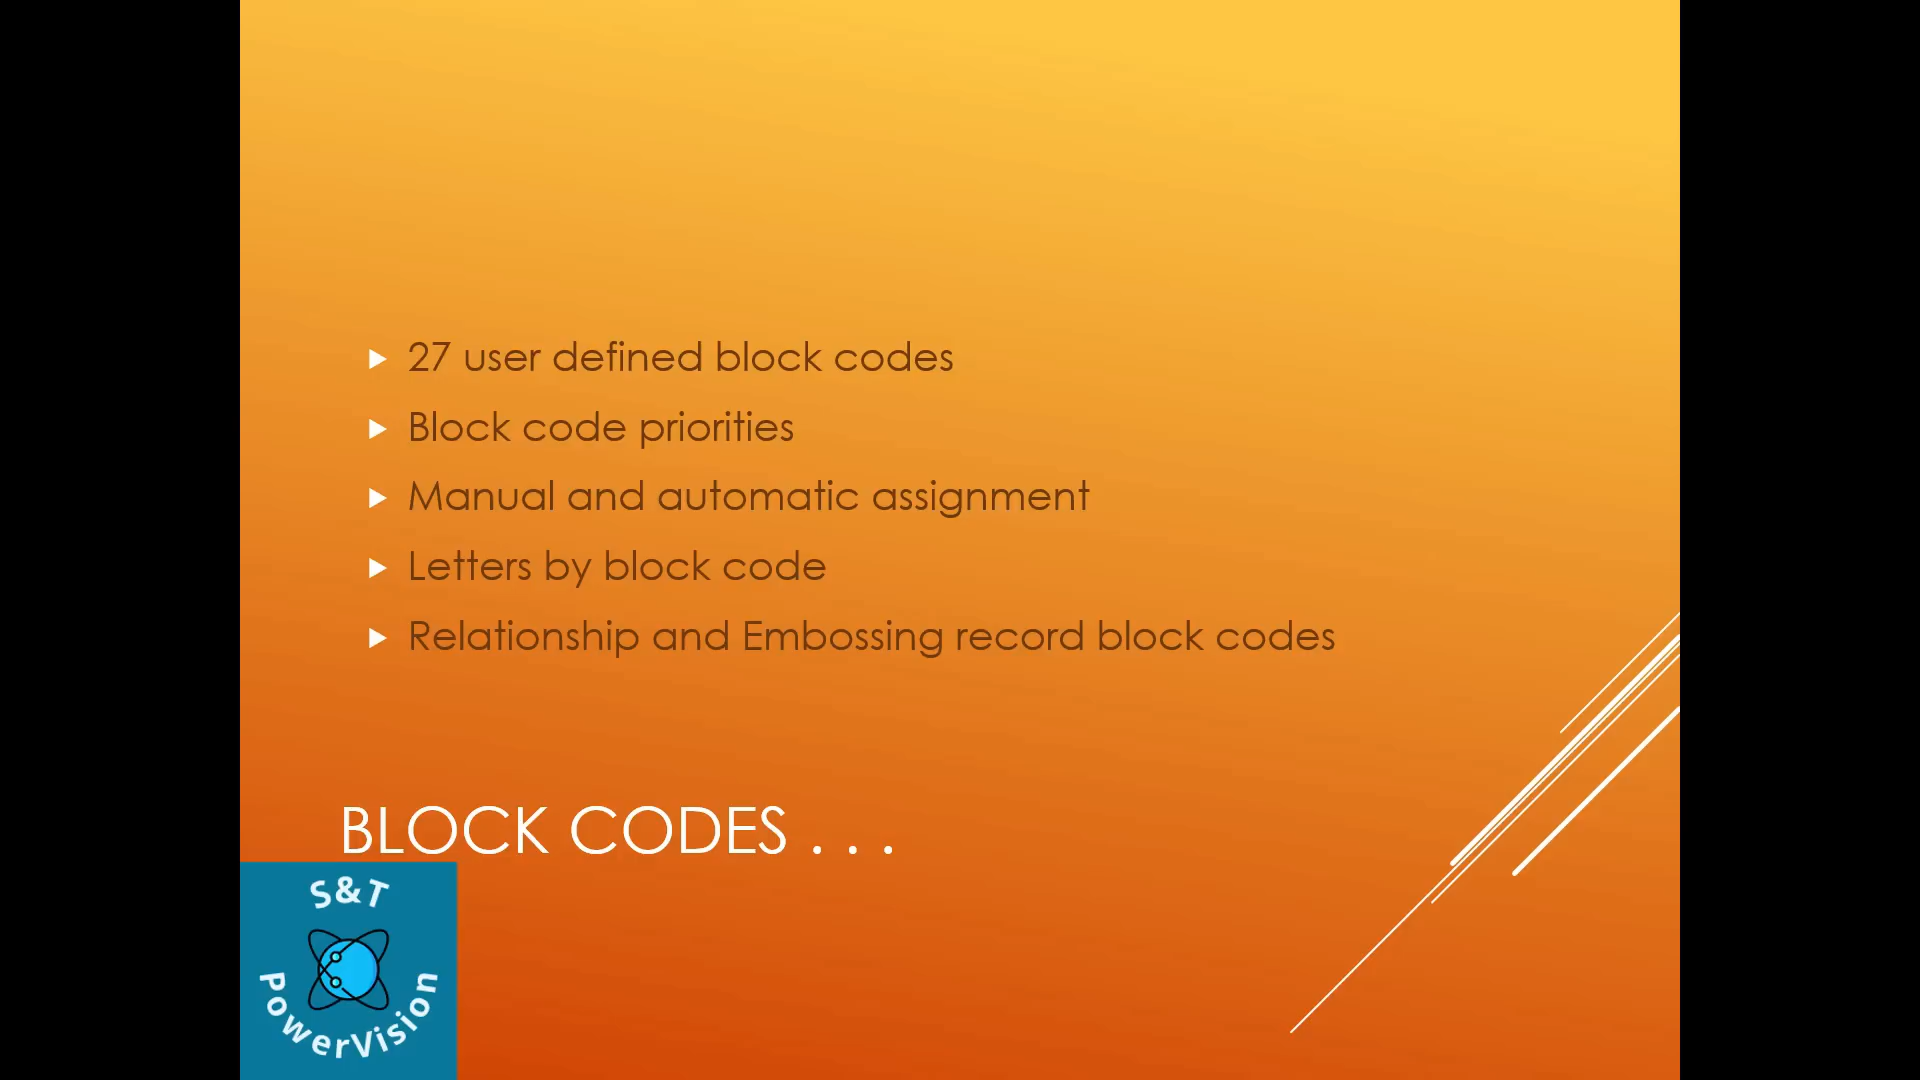 27 user defined block codes
Block code priorities
Manual and automatic assignment
Letters by block code
Relationship and Embossing record block codes
BLOCK CODES . . .
S&T
PowerVision